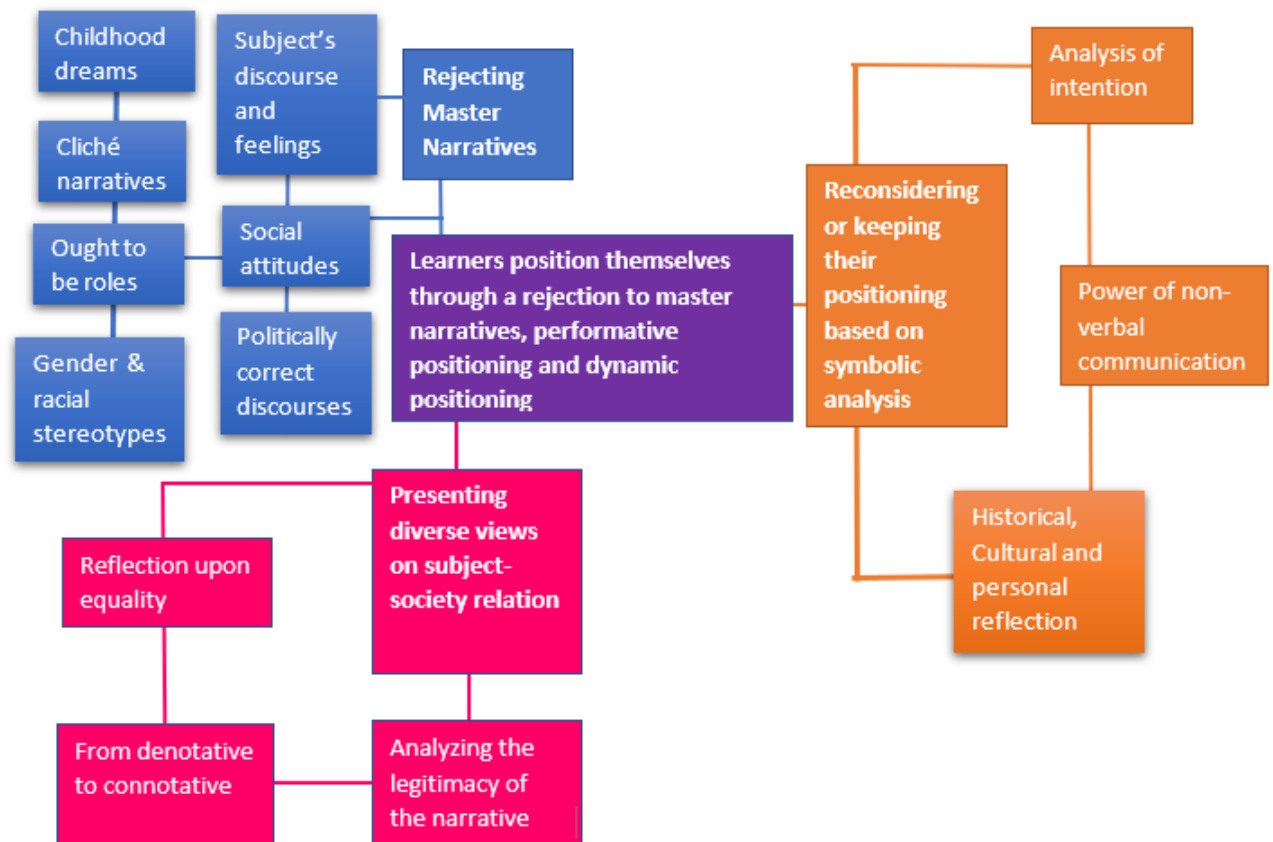 Childhood
dreams
Cliché
narratives
Ought to
be roles
Gender &
racial
stereotypes
Subject's
discourse
and
feelings
Social
attitudes
Politically
correct
discourses
Rejecting
Master
Narratives
Learners position themselves
through a rejection to master
narratives, performative
positioning and dynamic
positioning
Reconsidering
or keeping
their
positioning
based on
symbolic
analysis
Analysis of
intention
Power of non-
verbal
communication
Historical,
Cultural and
personal
reflection
Presenting
diverse views
on subject-
society relation
Reflection upon
equality
From denotative
to connotative
Analyzing the
legitimacy of
the narrative